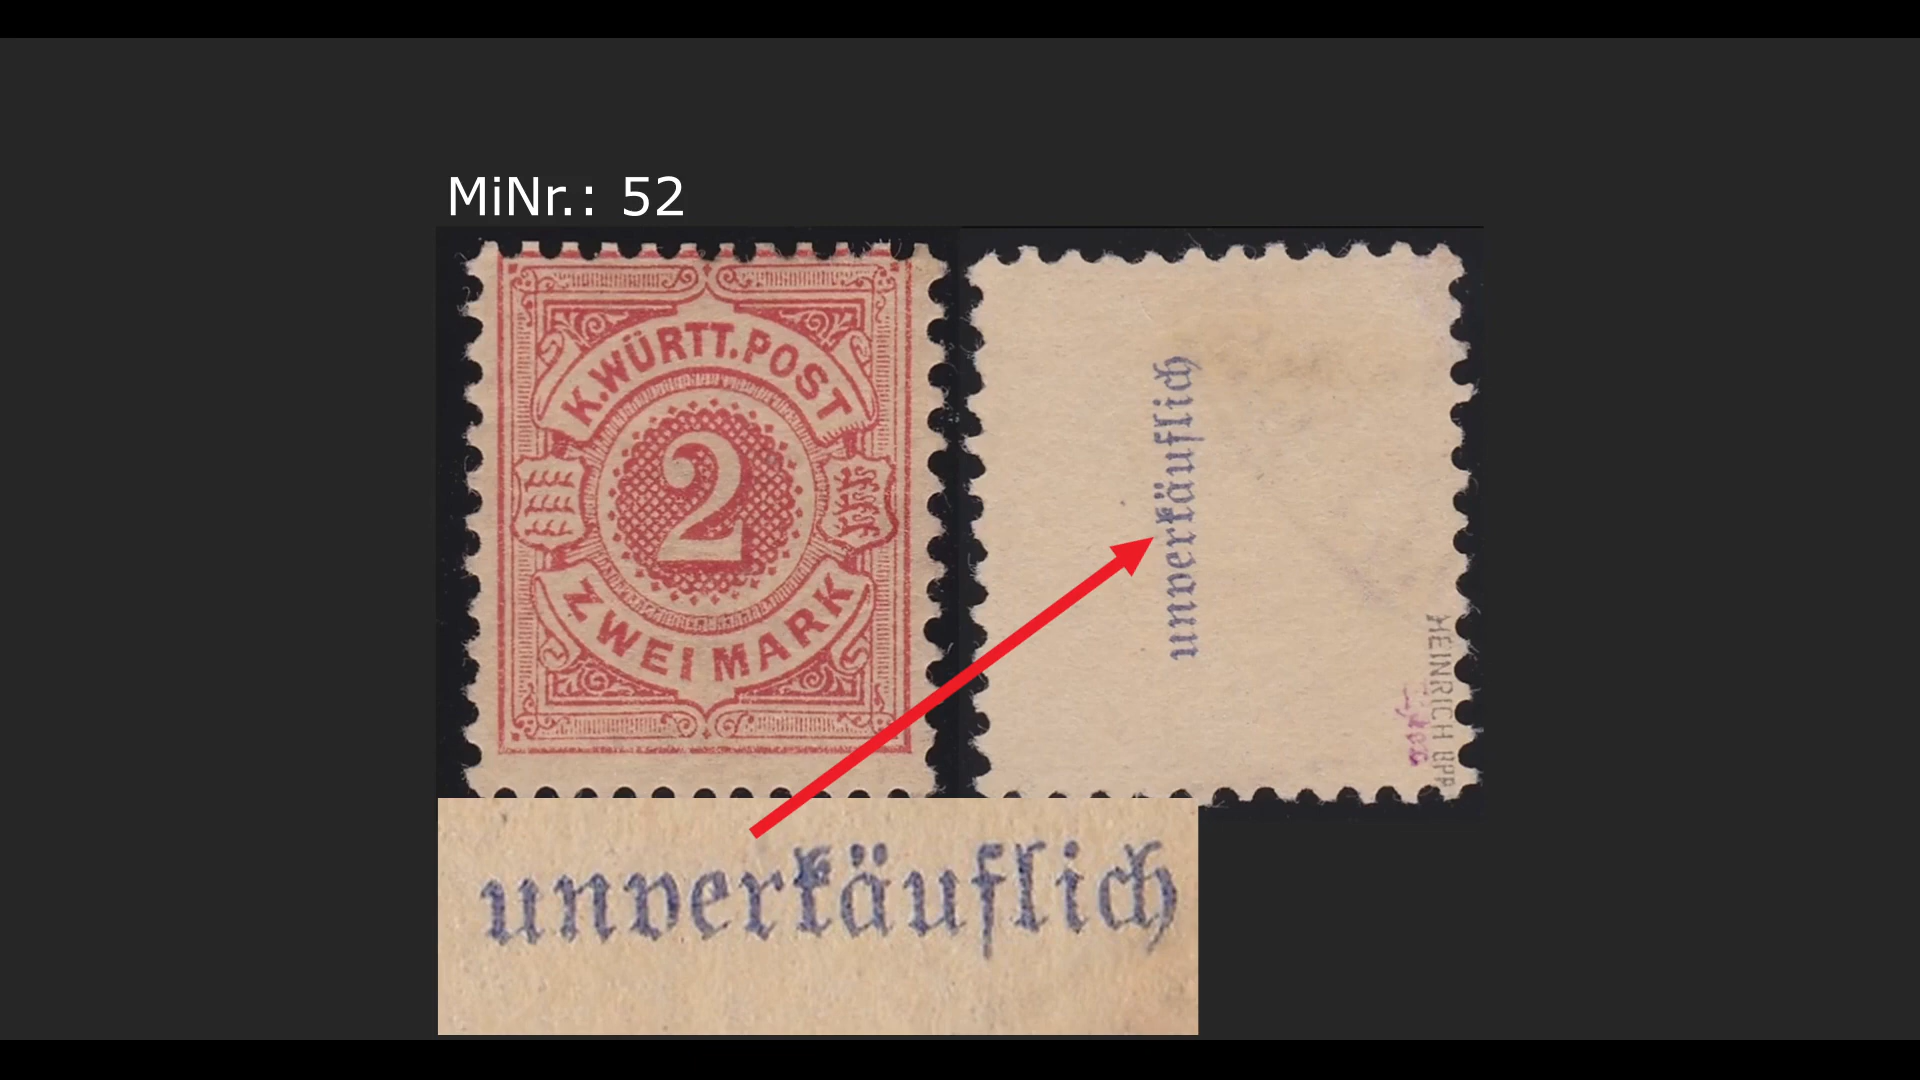 MiNr.: 52
K.WÜRTT.POST
2
ZWEI MARK
unverkäuflich
HEINRICH BPP
unverkäuflich